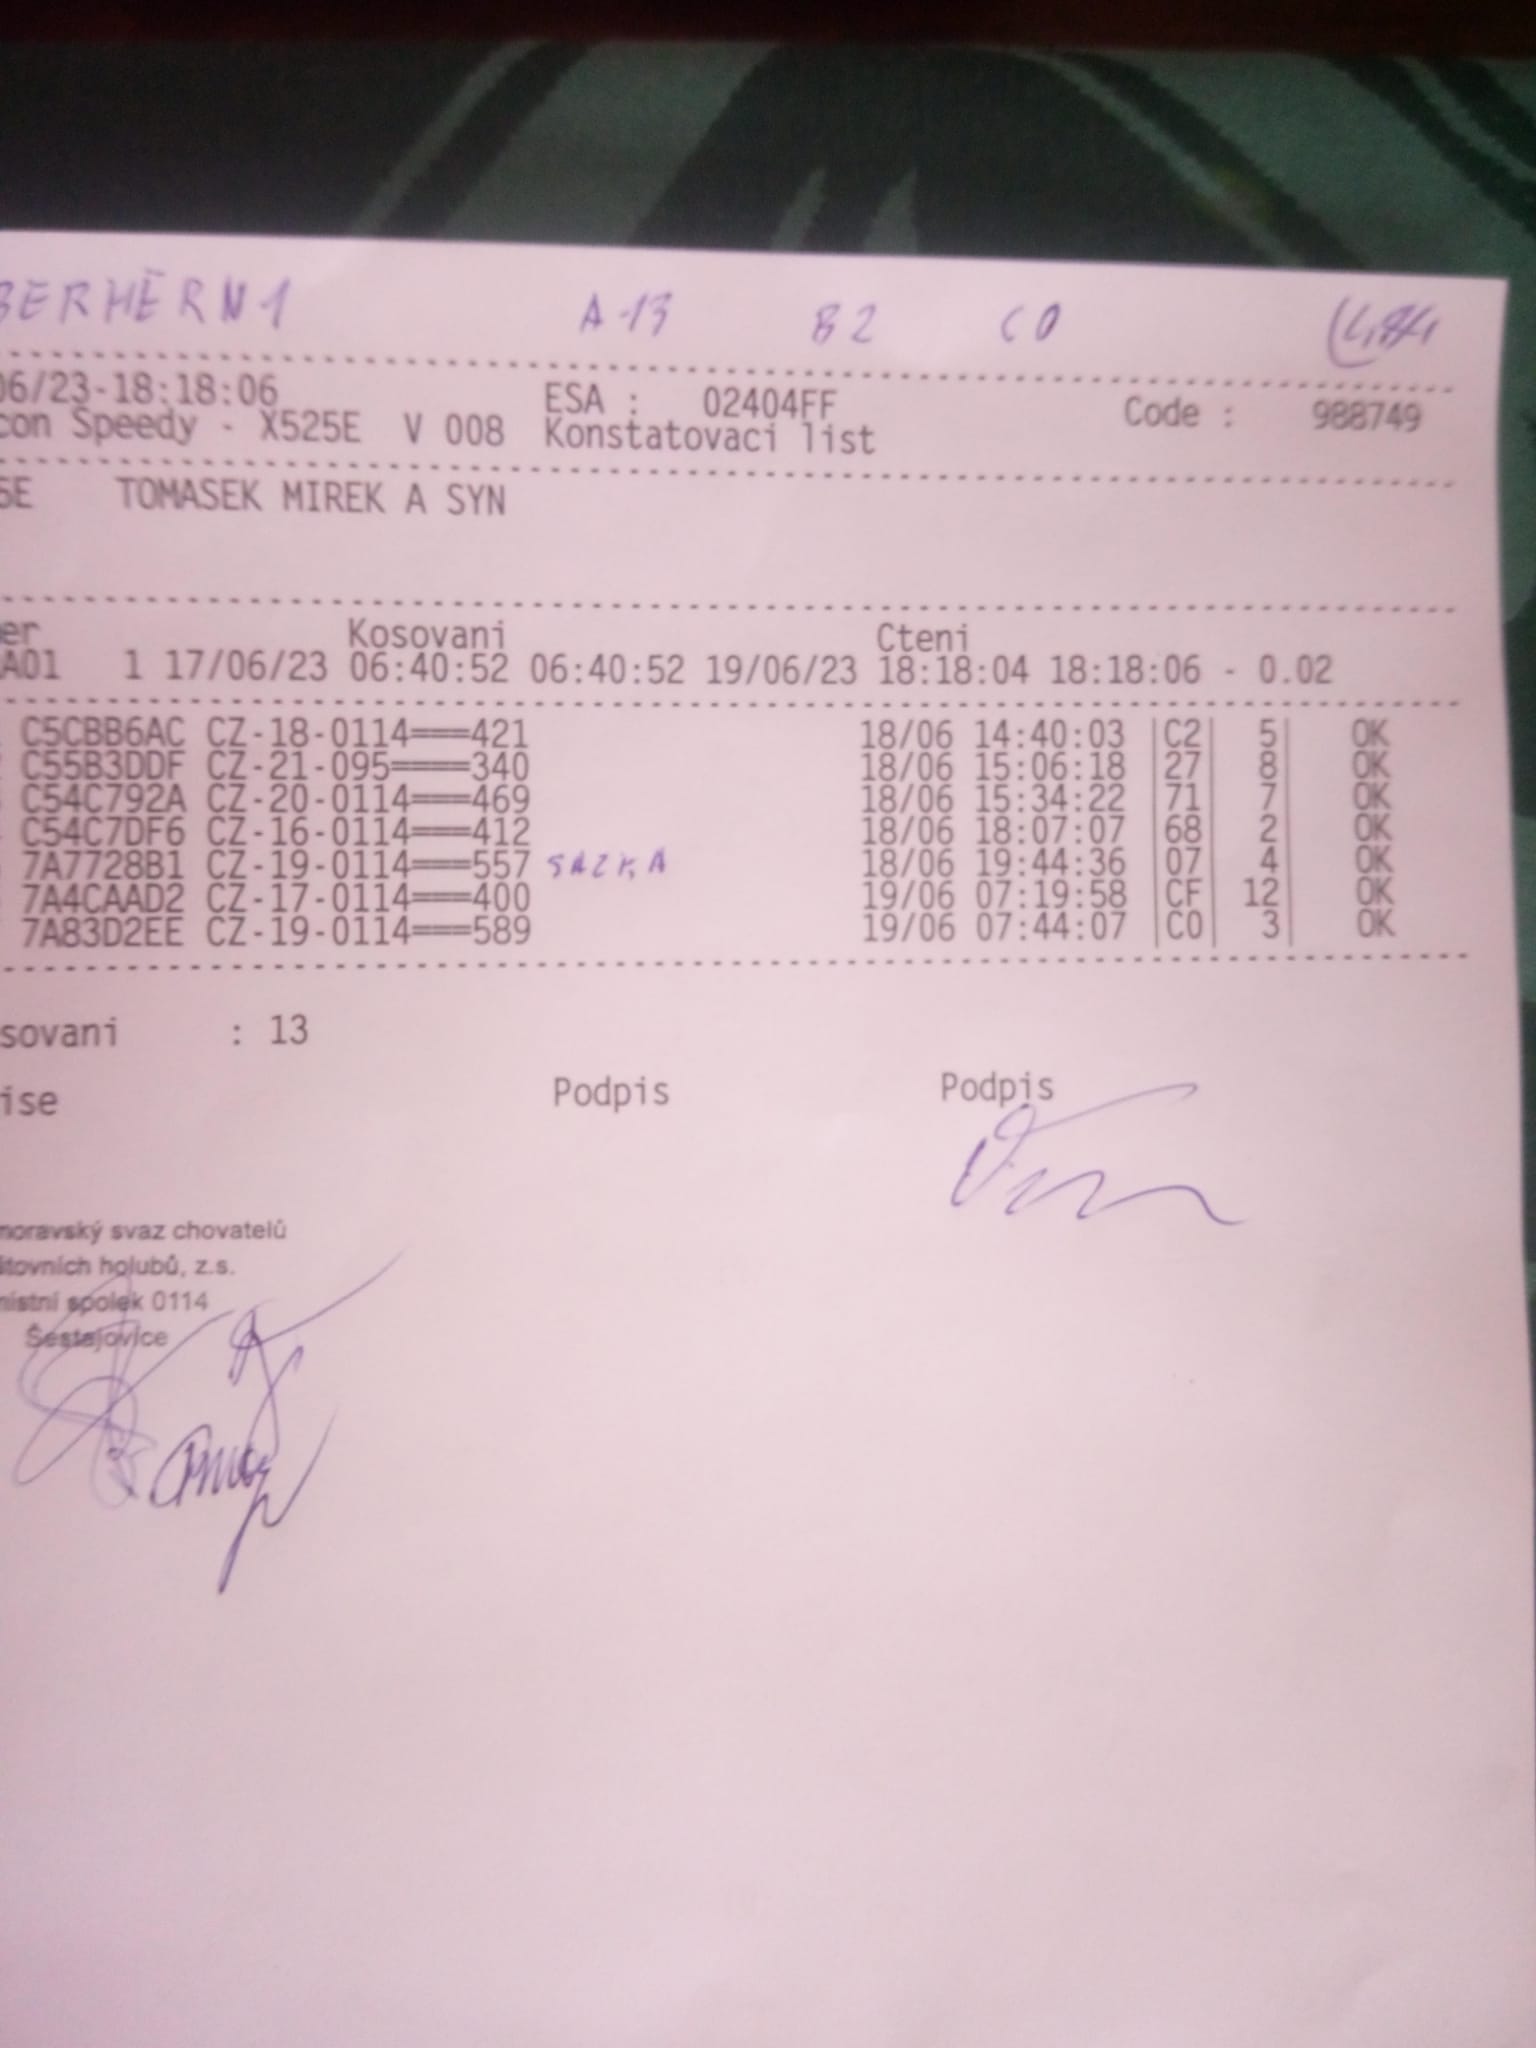 BERHĚRN 1 A-13 B2 C0
06/23-18:18:06 ESA : 02404FF Code : 988749
con Speedy - X525E V 008 Konstatovaci list
5E TOMASEK MIREK A SYN
er Kosovani Cteni
A01 1 17/06/23 06:40:52 06:40:52 19/06/23 18:18:04 18:18:06 - 0.02
C5CBB6AC CZ-18-0114═══421 18/06 14:40:03 |C2| 5| OK
C55B3DDF CZ-21-095════340 18/06 15:06:18 |27| 8| OK
C54C792A CZ-20-0114═══469 18/06 15:34:22 |71| 7| OK
C54C7DF6 CZ-16-0114═══412 18/06 18:07:07 |68| 2| OK
7A7728B1 CZ-19-0114═══557 SAZKA 18/06 19:44:36 |07| 4| OK
7A4CAAD2 CZ-17-0114═══400 19/06 07:19:58 |CF| 12| OK
7A83D2EE CZ-19-0114═══589 19/06 07:44:07 |C0| 3| OK
sovani : 13
ise Podpis Podpis
moravský svaz chovatelů
štovních holubů, z.s.
místní spolek 0114
Šestajovice